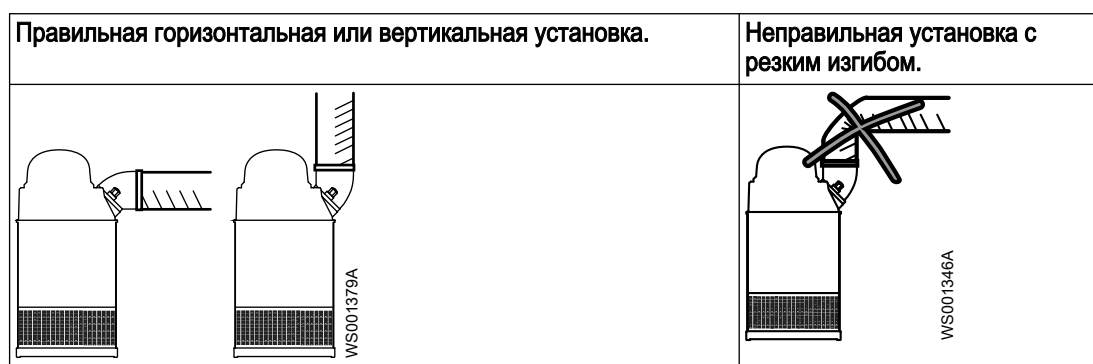 Правильная горизонтальная или вертикальная установка.
Неправильная установка с
резким изгибом.
WS001379A
WS001346A